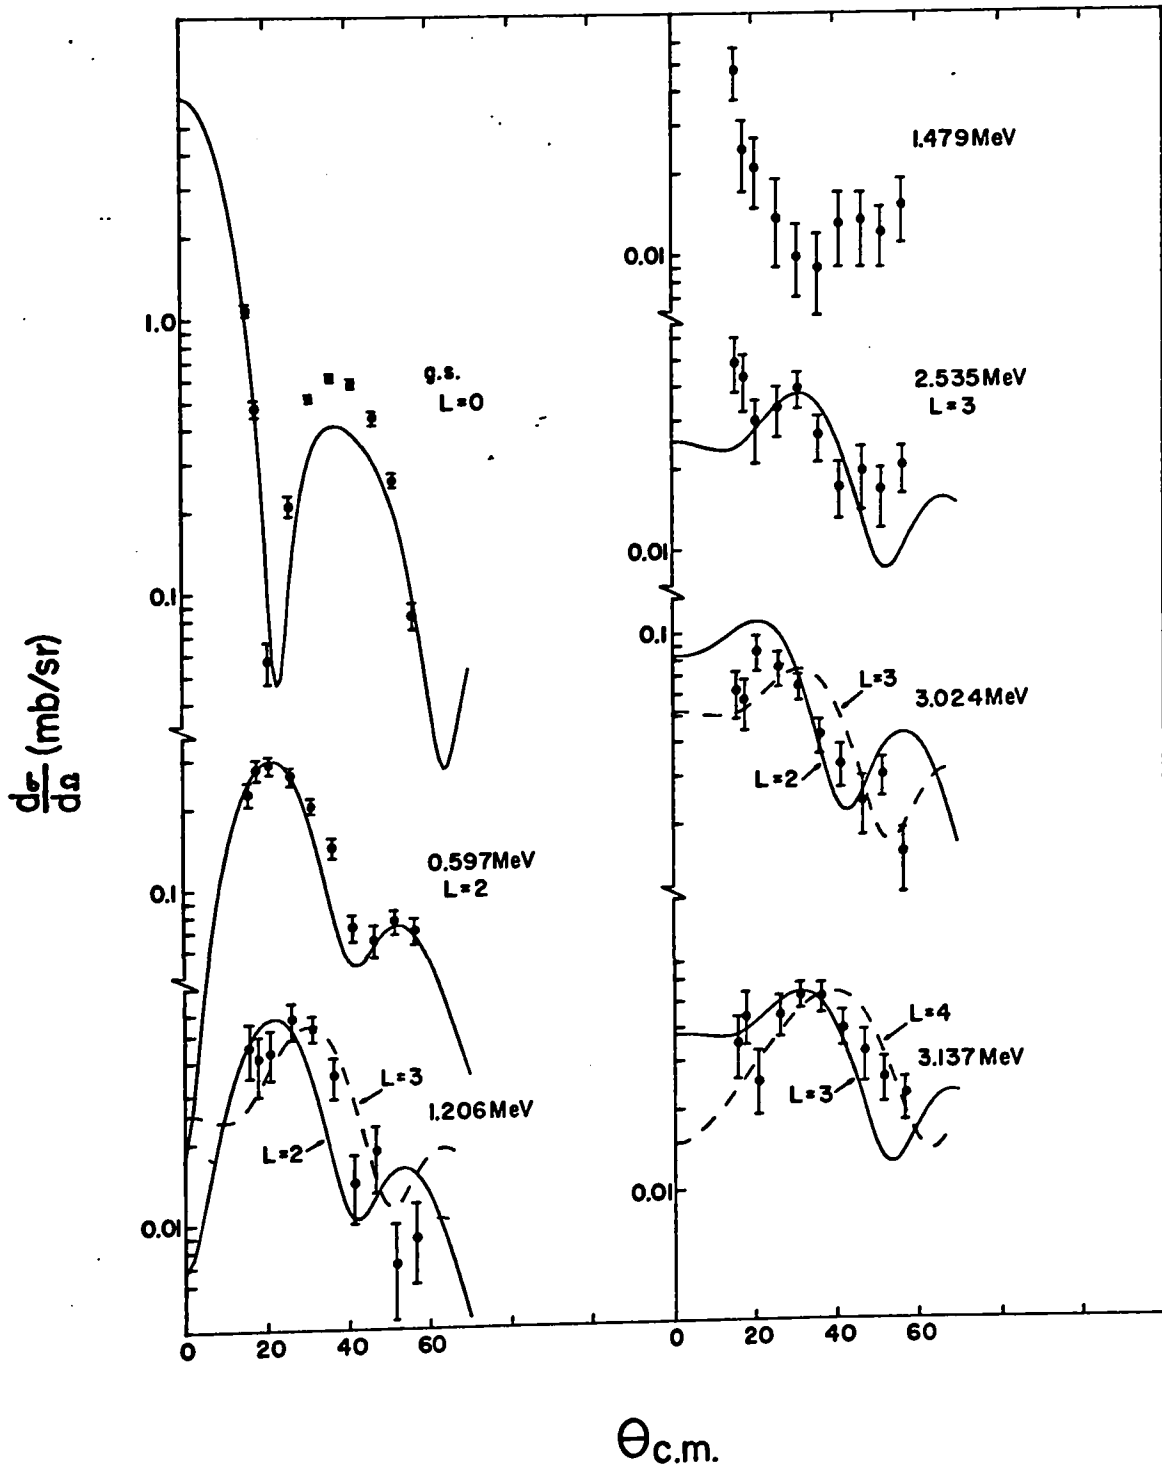 dσ/dΩ (mb/sr)
1.0
0.1
g.s.
L=0
0.1
0.597MeV
L=2
0.01
L=3
1.206MeV
L=2
0 20 40 60
0.01
1.479MeV
0.01
2.535MeV
L=3
0.1
L=3
3.024MeV
L=2
0.01
L=4
3.137MeV
L=3
0 20 40 60
Θc.m.